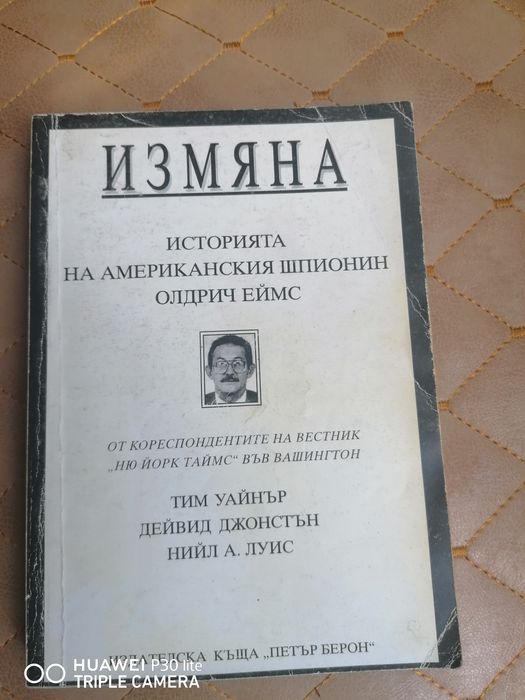 ИЗМЯНА
ИСТОРИЯТА
НА АМЕРИКАНСКИЯ ШПИОНИН
ОЛДРИЧ ЕЙМС
ОТ КОРЕСПОНДЕНТИТЕ НА ВЕСТНИК
„НЮ ЙОРК ТАЙМС“ ВЪВ ВАШИНГТОН
ТИМ УАЙНЪР
ДЕЙВИД ДЖОНСТЪН
НИЙЛ А. ЛУИС
ИЗДАТЕЛСКА КЪЩА „ПЕТЪР БЕРОН“
HUAWEI P30 lite
TRIPLE CAMERA